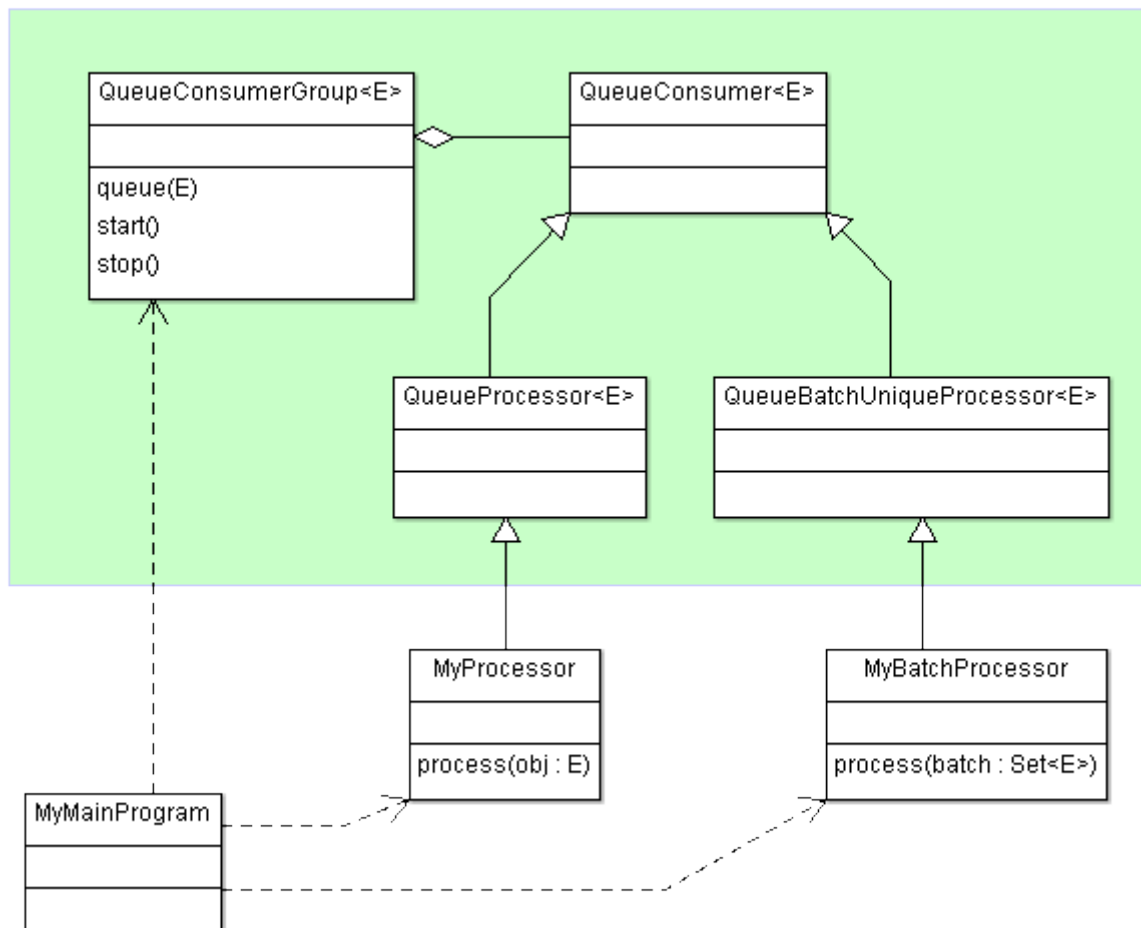 QueueConsumerGroup<E>
queue(E)
start()
stop()
QueueConsumer<E>
QueueProcessor<E>
QueueBatchUniqueProcessor<E>
MyProcessor
process(obj : E)
MyBatchProcessor
process(batch : Set<E>)
MyMainProgram